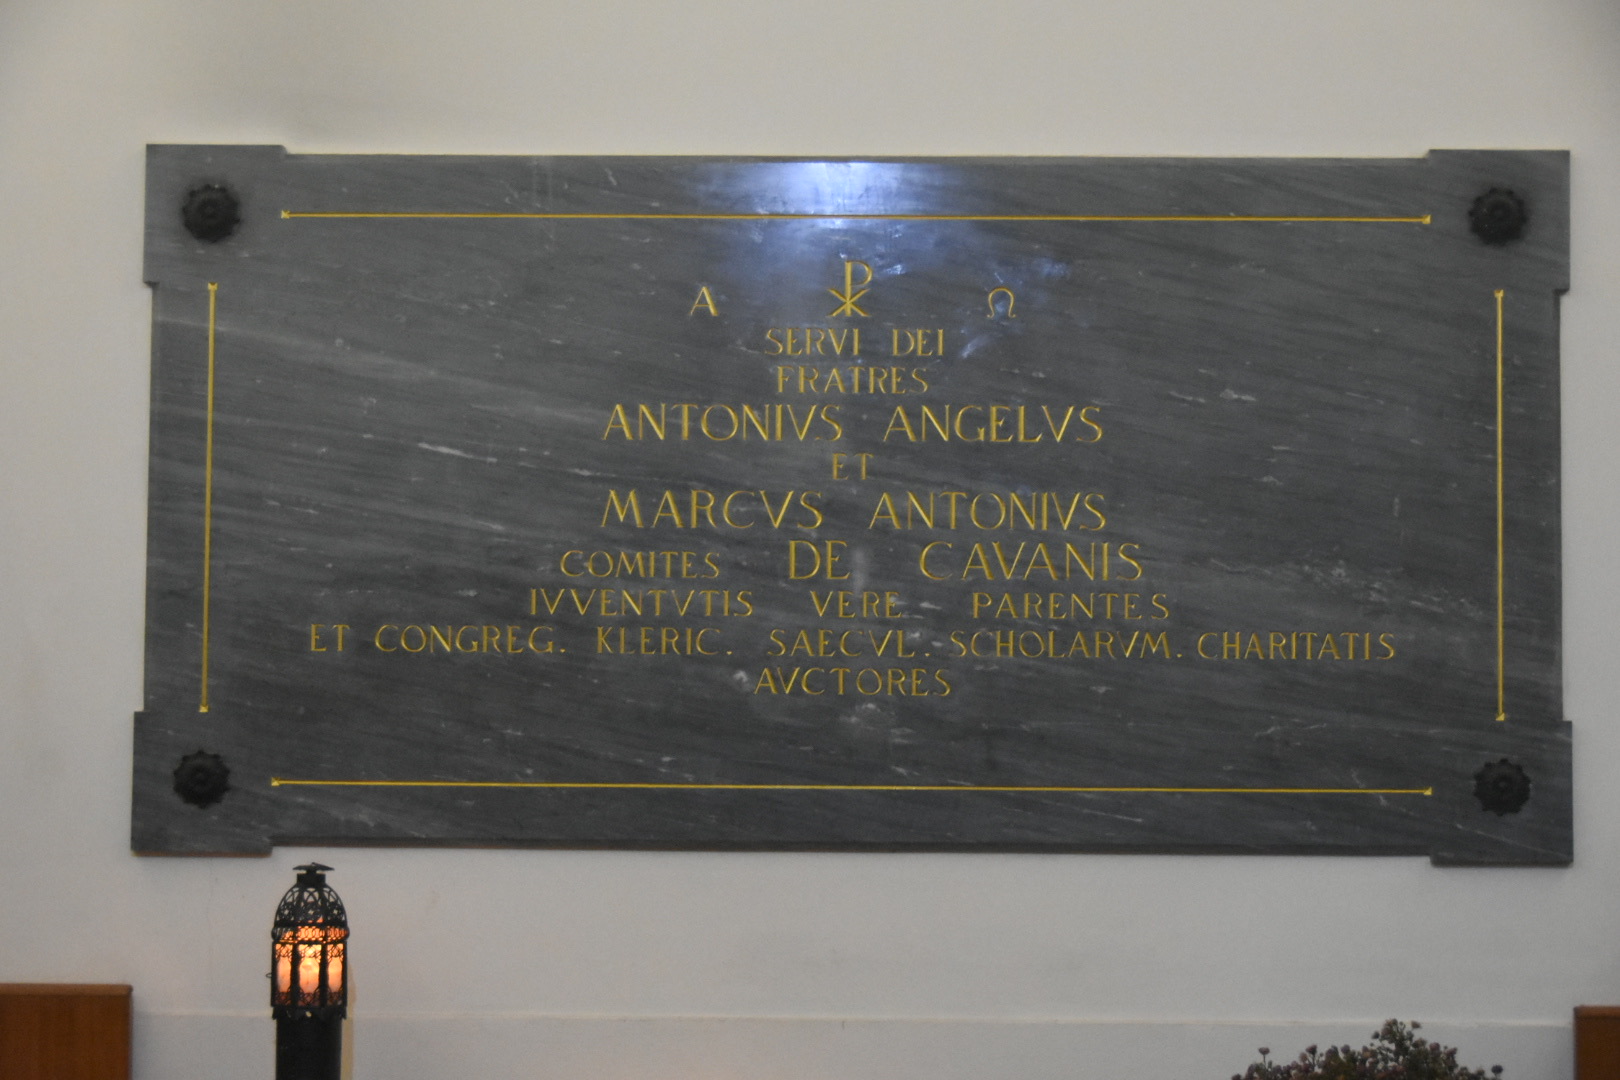 A ☧ Ω
SERVI DEI
FRATRES
ANTONIVS ANGELVS
ET
MARCVS ANTONIVS
COMITES DE CAVANIS
IVVENTVTIS VERE PARENTES
ET CONGREG. KLERIC. SAECVL. SCHOLARVM. CHARITATIS
AVCTORES